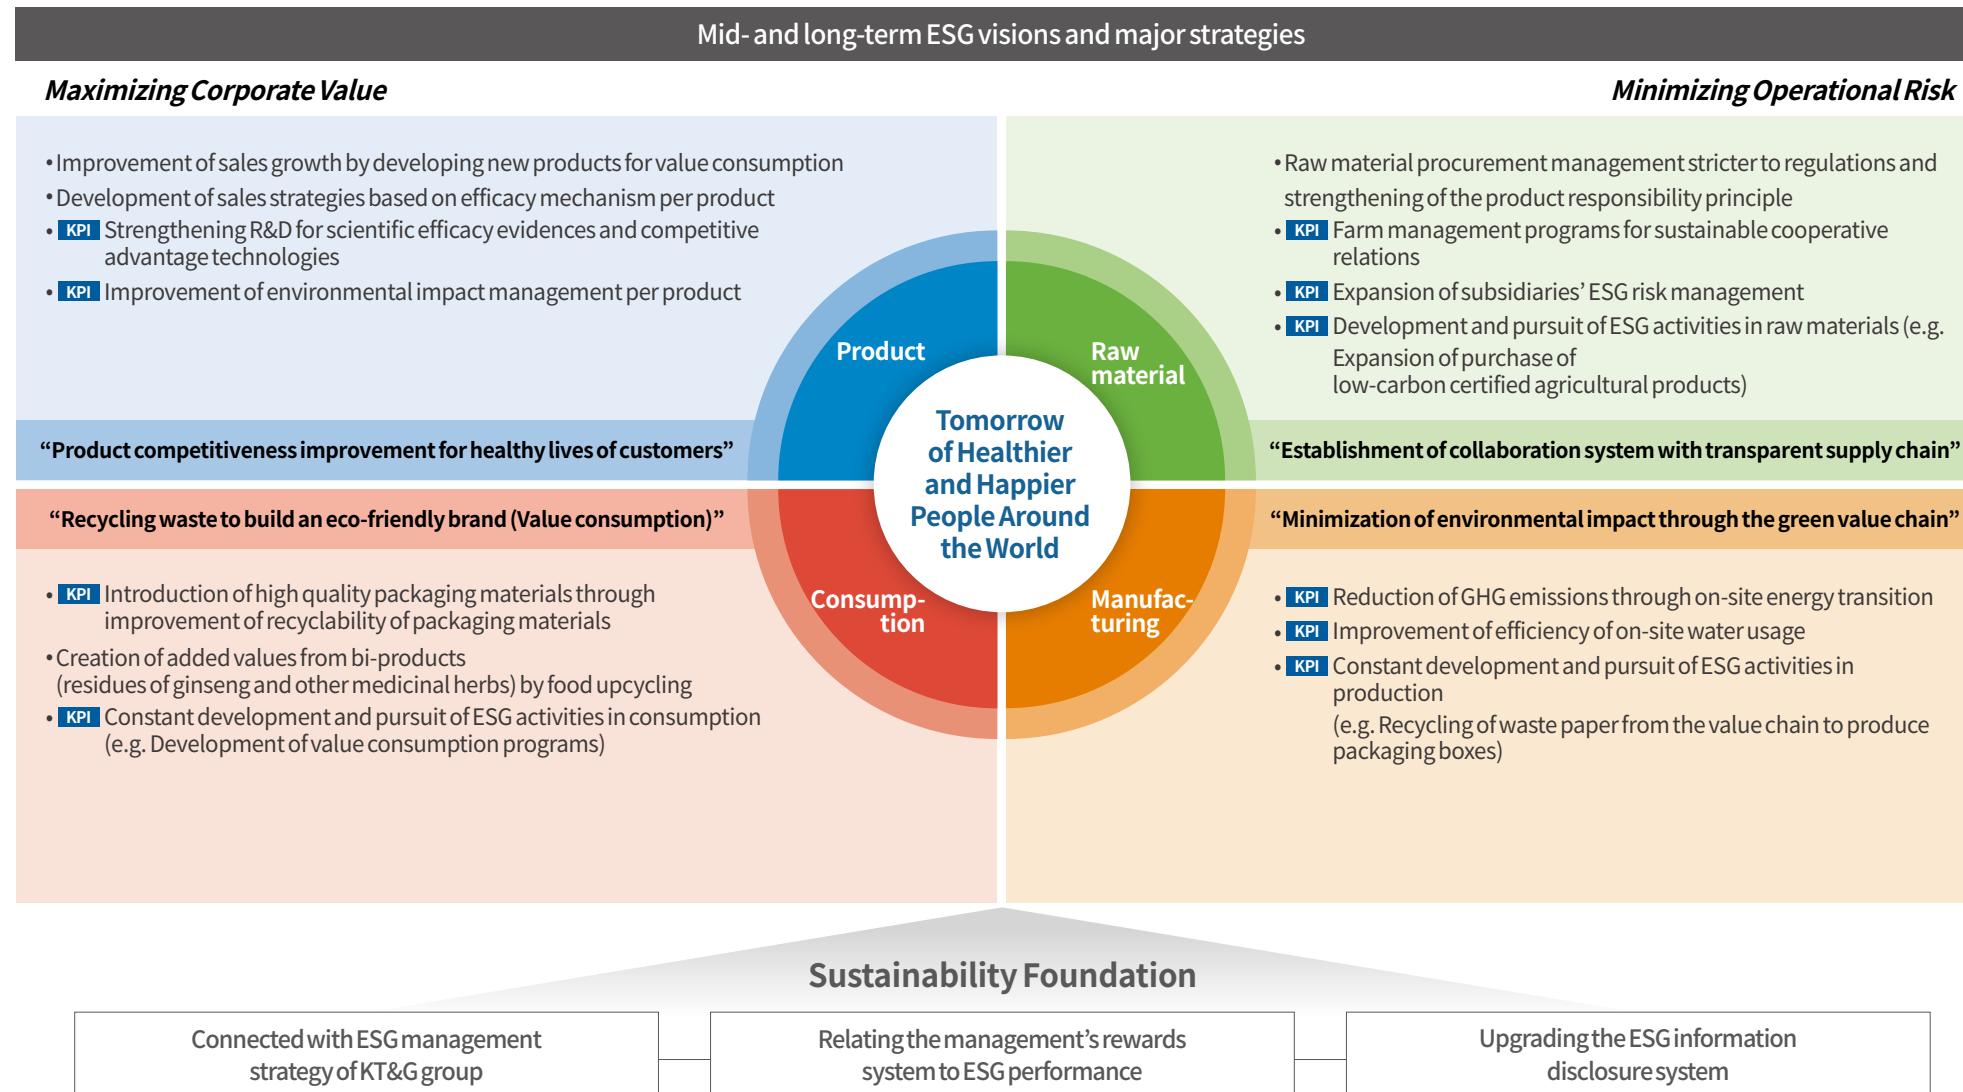 Mid- and long-term ESG visions and major strategies
Maximizing Corporate Value
Minimizing Operational Risk
• Improvement of sales growth by developing new products for value consumption
• Development of sales strategies based on efficacy mechanism per product
• KPI Strengthening R&D for scientific efficacy evidences and competitive
advantage technologies
• KPI Improvement of environmental impact management per product
“Product competitiveness improvement for healthy lives of customers”
• Raw material procurement management stricter to regulations and
strengthening of the product responsibility principle
• KPI Farm management programs for sustainable cooperative
relations
• KPI Expansion of subsidiaries’ ESG risk management
• KPI Development and pursuit of ESG activities in raw materials (e.g.
Expansion of purchase of
low-carbon certified agricultural products)
“Establishment of collaboration system with transparent supply chain”
Product
Raw
material
Tomorrow
of Healthier
and Happier
People Around
the World
Consump-
tion
Manufac-
turing
“Recycling waste to build an eco-friendly brand (Value consumption)”
• KPI Introduction of high quality packaging materials through
improvement of recyclability of packaging materials
• Creation of added values from bi-products
(residues of ginseng and other medicinal herbs) by food upcycling
• KPI Constant development and pursuit of ESG activities in consumption
(e.g. Development of value consumption programs)
“Minimization of environmental impact through the green value chain”
• KPI Reduction of GHG emissions through on-site energy transition
• KPI Improvement of efficiency of on-site water usage
• KPI Constant development and pursuit of ESG activities in
production
(e.g. Recycling of waste paper from the value chain to produce
packaging boxes)
Sustainability Foundation
Connected with ESG management
strategy of KT&G group
Relating the management’s rewards
system to ESG performance
Upgrading the ESG information
disclosure system